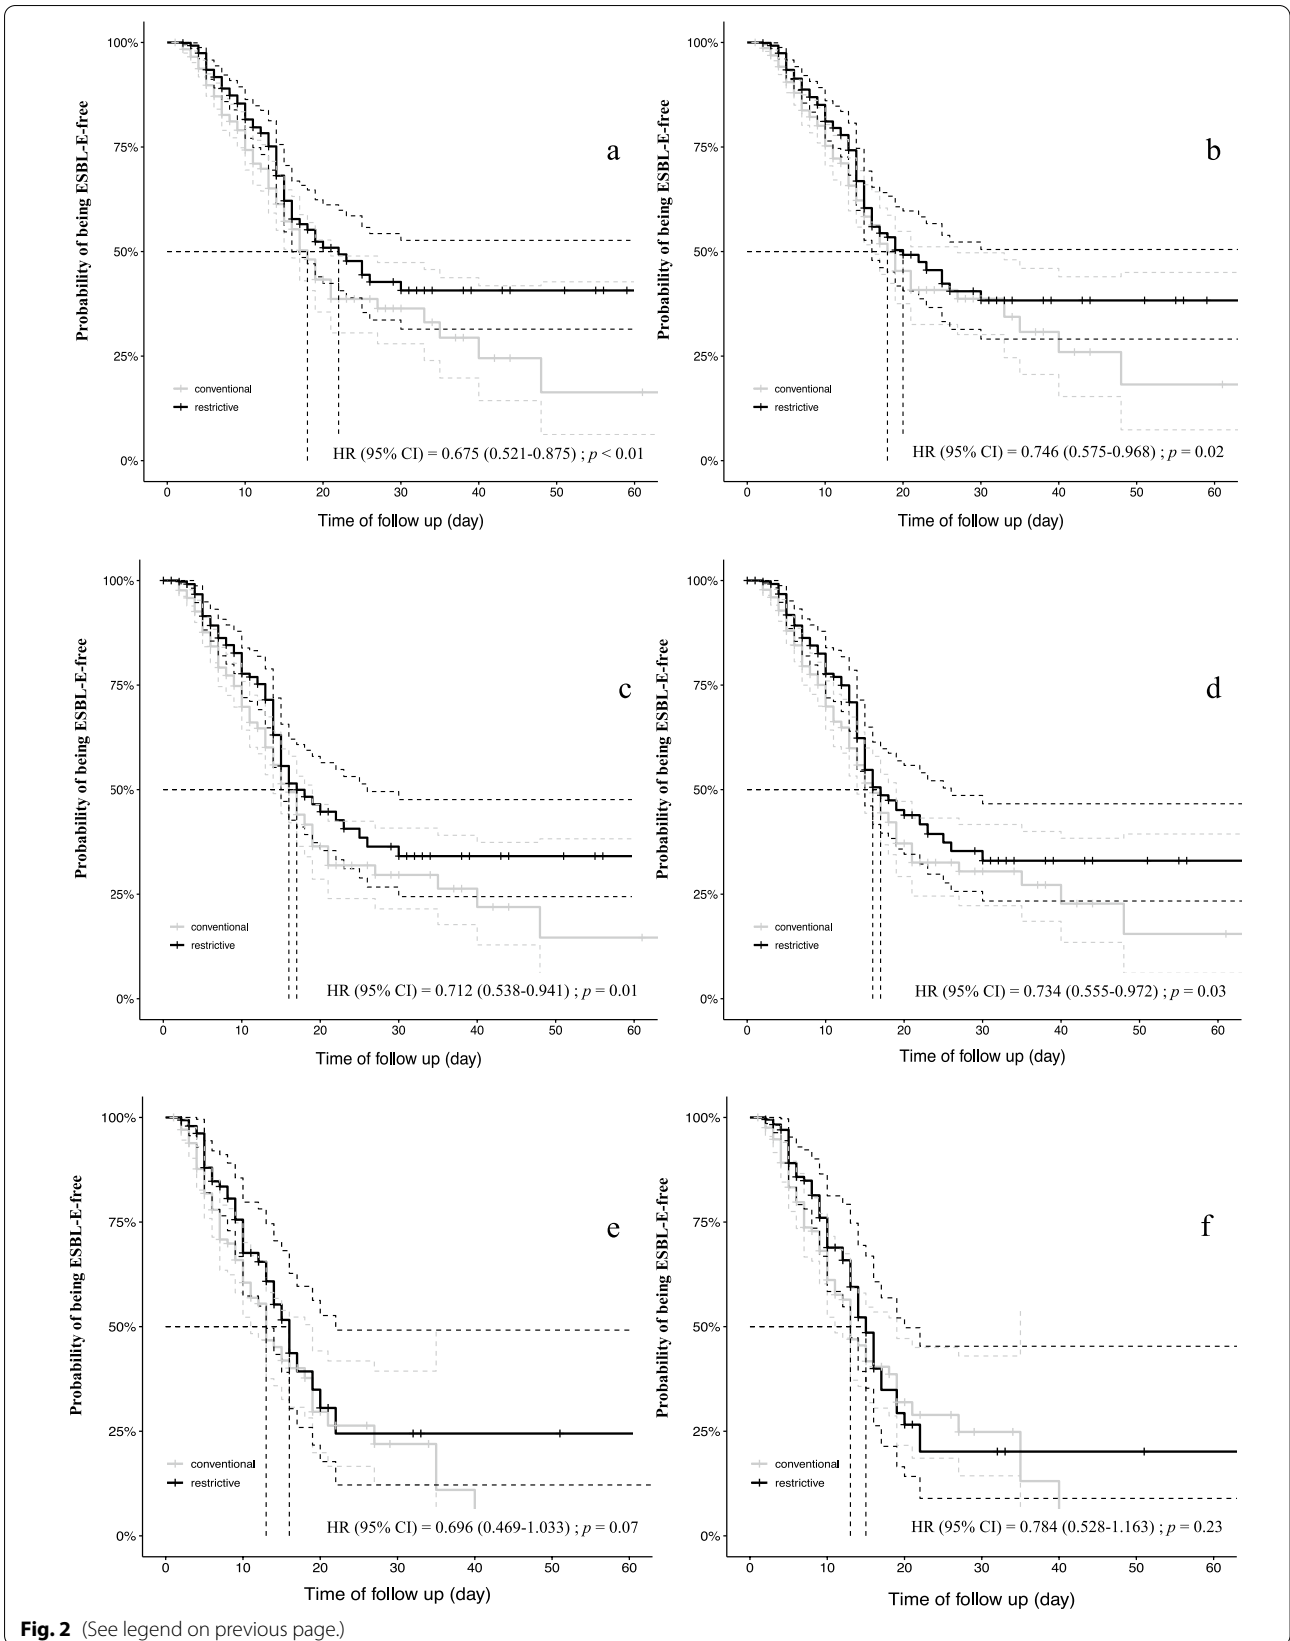 100%
75%
50%
25%
0%
Probability of being ESBL-E-free
a
conventional
restrictive
HR (95% CI) = 0.675 (0.521-0.875) ; p < 0.01
0 10 20 30 40 50 60
Time of follow up (day)
100%
75%
50%
25%
0%
Probability of being ESBL-E-free
b
conventional
restrictive
HR (95% CI) = 0.746 (0.575-0.968) ; p = 0.02
0 10 20 30 40 50 60
Time of follow up (day)
100%
75%
50%
25%
0%
Probability of being ESBL-E-free
c
conventional
restrictive
HR (95% CI) = 0.712 (0.538-0.941) ; p = 0.01
0 10 20 30 40 50 60
Time of follow up (day)
100%
75%
50%
25%
0%
Probability of being ESBL-E-free
d
conventional
restrictive
HR (95% CI) = 0.734 (0.555-0.972) ; p = 0.03
0 10 20 30 40 50 60
Time of follow up (day)
100%
75%
50%
25%
0%
Probability of being ESBL-E-free
e
conventional
restrictive
HR (95% CI) = 0.696 (0.469-1.033) ; p = 0.07
0 10 20 30 40 50 60
Time of follow up (day)
100%
75%
50%
25%
0%
Probability of being ESBL-E-free
f
conventional
restrictive
HR (95% CI) = 0.784 (0.528-1.163) ; p = 0.23
0 10 20 30 40 50 60
Time of follow up (day)
Fig. 2 (See legend on previous page.)